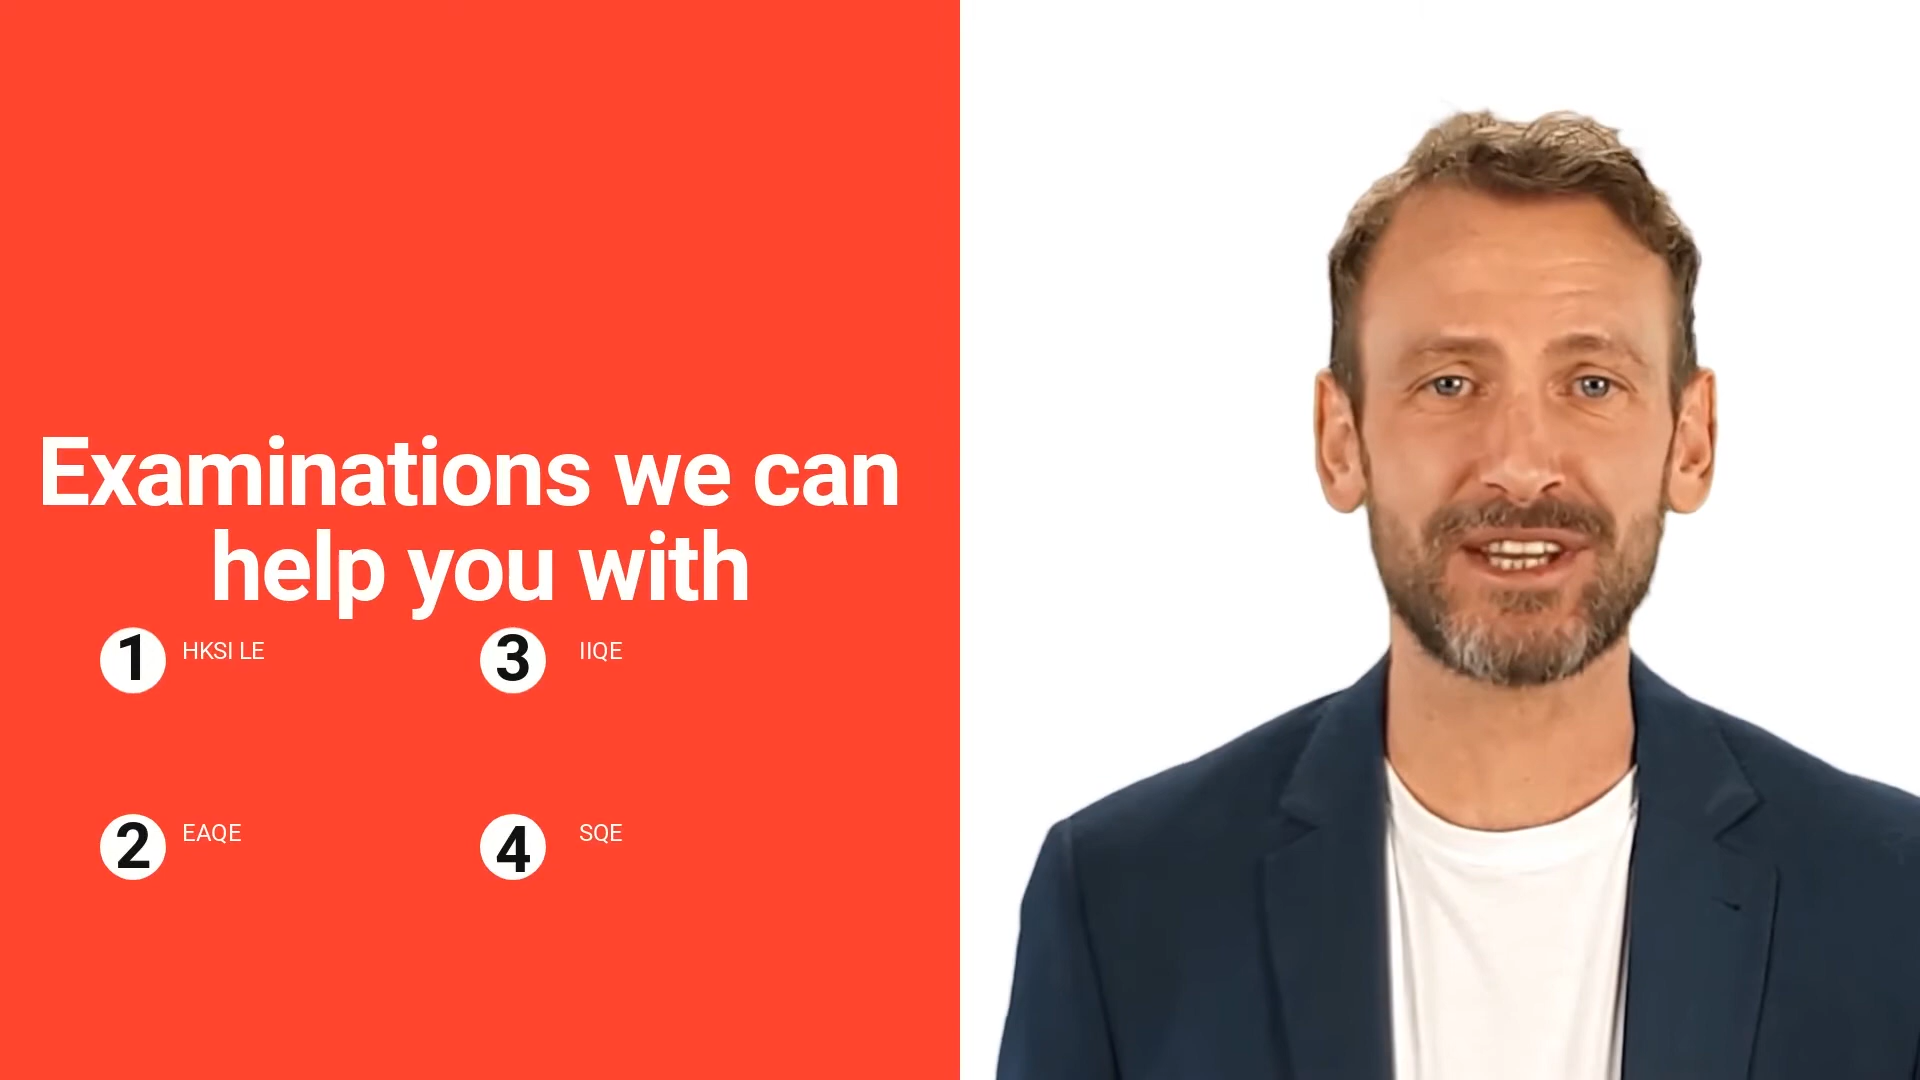 Examinations we can
help you with
1 HKSI LE
2 EAQE
3 IIQE
4 SQE